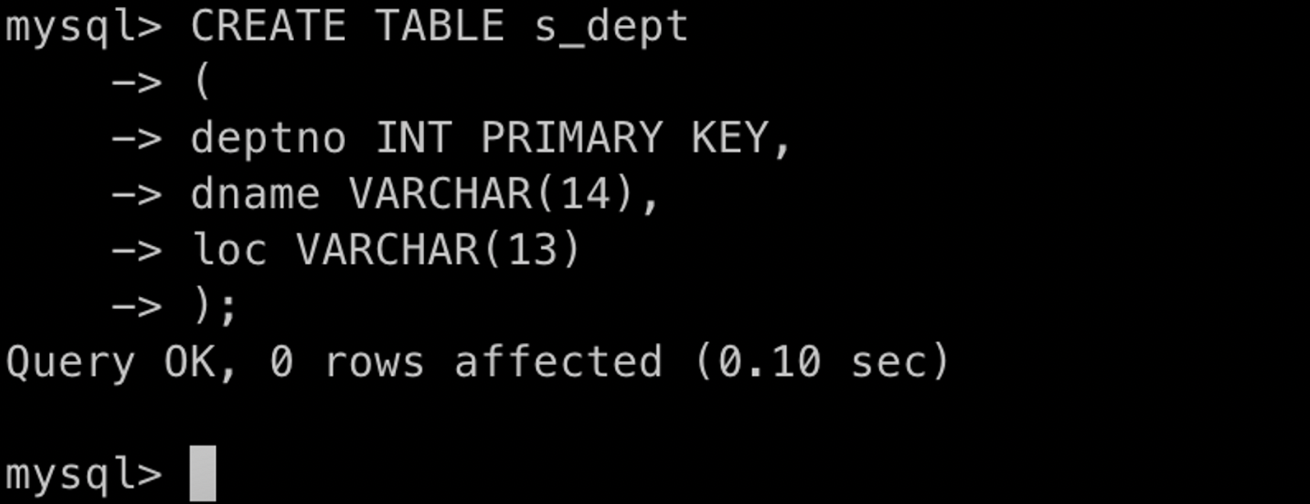 mysql> CREATE TABLE s_dept
    -> (
    -> deptno INT PRIMARY KEY,
    -> dname VARCHAR(14),
    -> loc VARCHAR(13)
    -> );
Query OK, 0 rows affected (0.10 sec)
mysql>